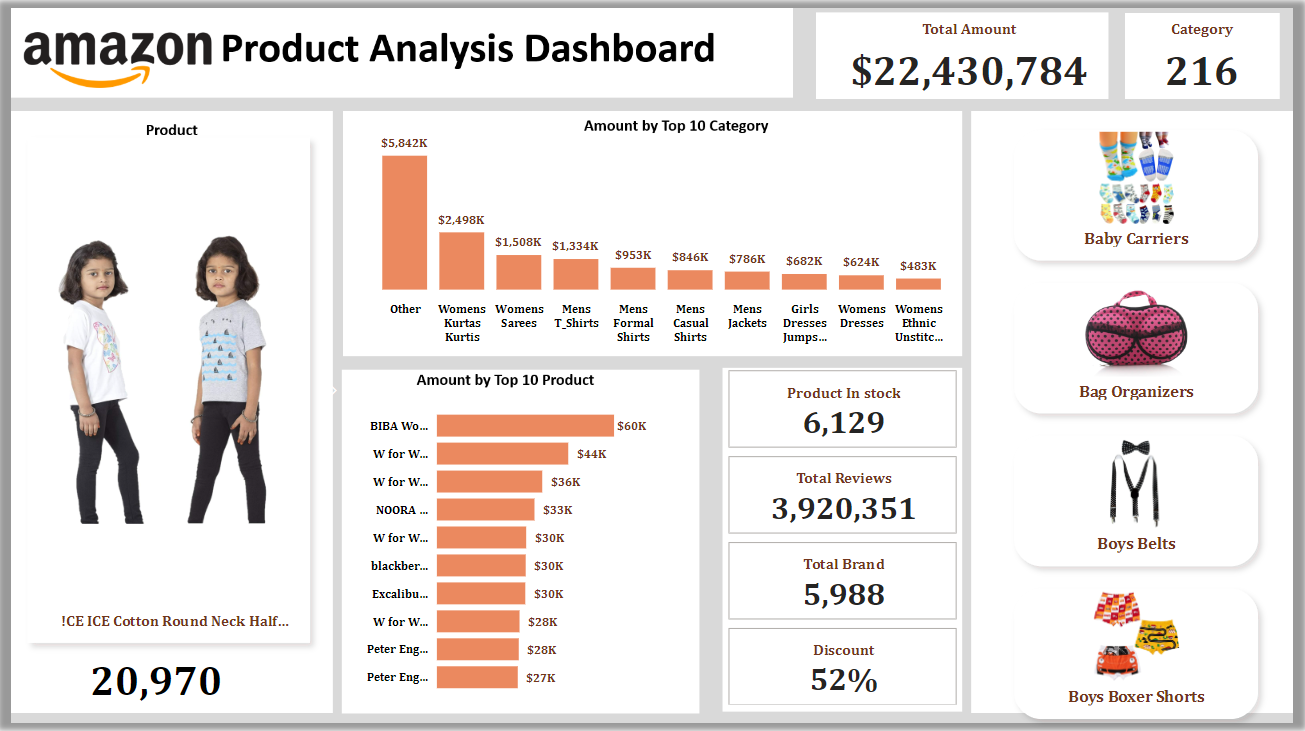 amazon Product Analysis Dashboard
Total Amount
$22,430,784
Category
216
Product
!CE ICE Cotton Round Neck Half...
20,970
Amount by Top 10 Category
$5,842K
$2,498K
$1,508K
$1,334K
$953K
$846K
$786K
$682K
$624K
$483K
Other
Womens
Kurtas
Kurtis
Womens
Sarees
Mens
T_Shirts
Mens
Formal
Shirts
Mens
Casual
Shirts
Mens
Jackets
Girls
Dresses
Jumps...
Womens
Dresses
Womens
Ethnic
Unstitc...
Amount by Top 10 Product
BIBA Wo... $60K
W for W... $44K
W for W... $36K
NOORA ... $33K
W for W... $30K
blackber... $30K
Excalibu... $30K
W for W... $28K
Peter Eng... $28K
Peter Eng... $27K
Product In stock
6,129
Total Reviews
3,920,351
Total Brand
5,988
Discount
52%
Baby Carriers
Bag Organizers
Boys Belts
Boys Boxer Shorts